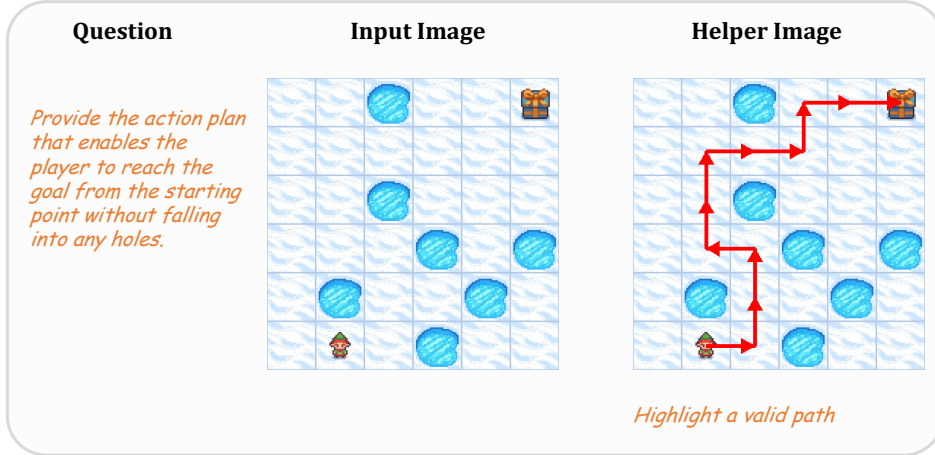 Question
Input Image
Helper Image
Provide the action plan
that enables the
player to reach the
goal from the starting
point without falling
into any holes.
Highlight a valid path